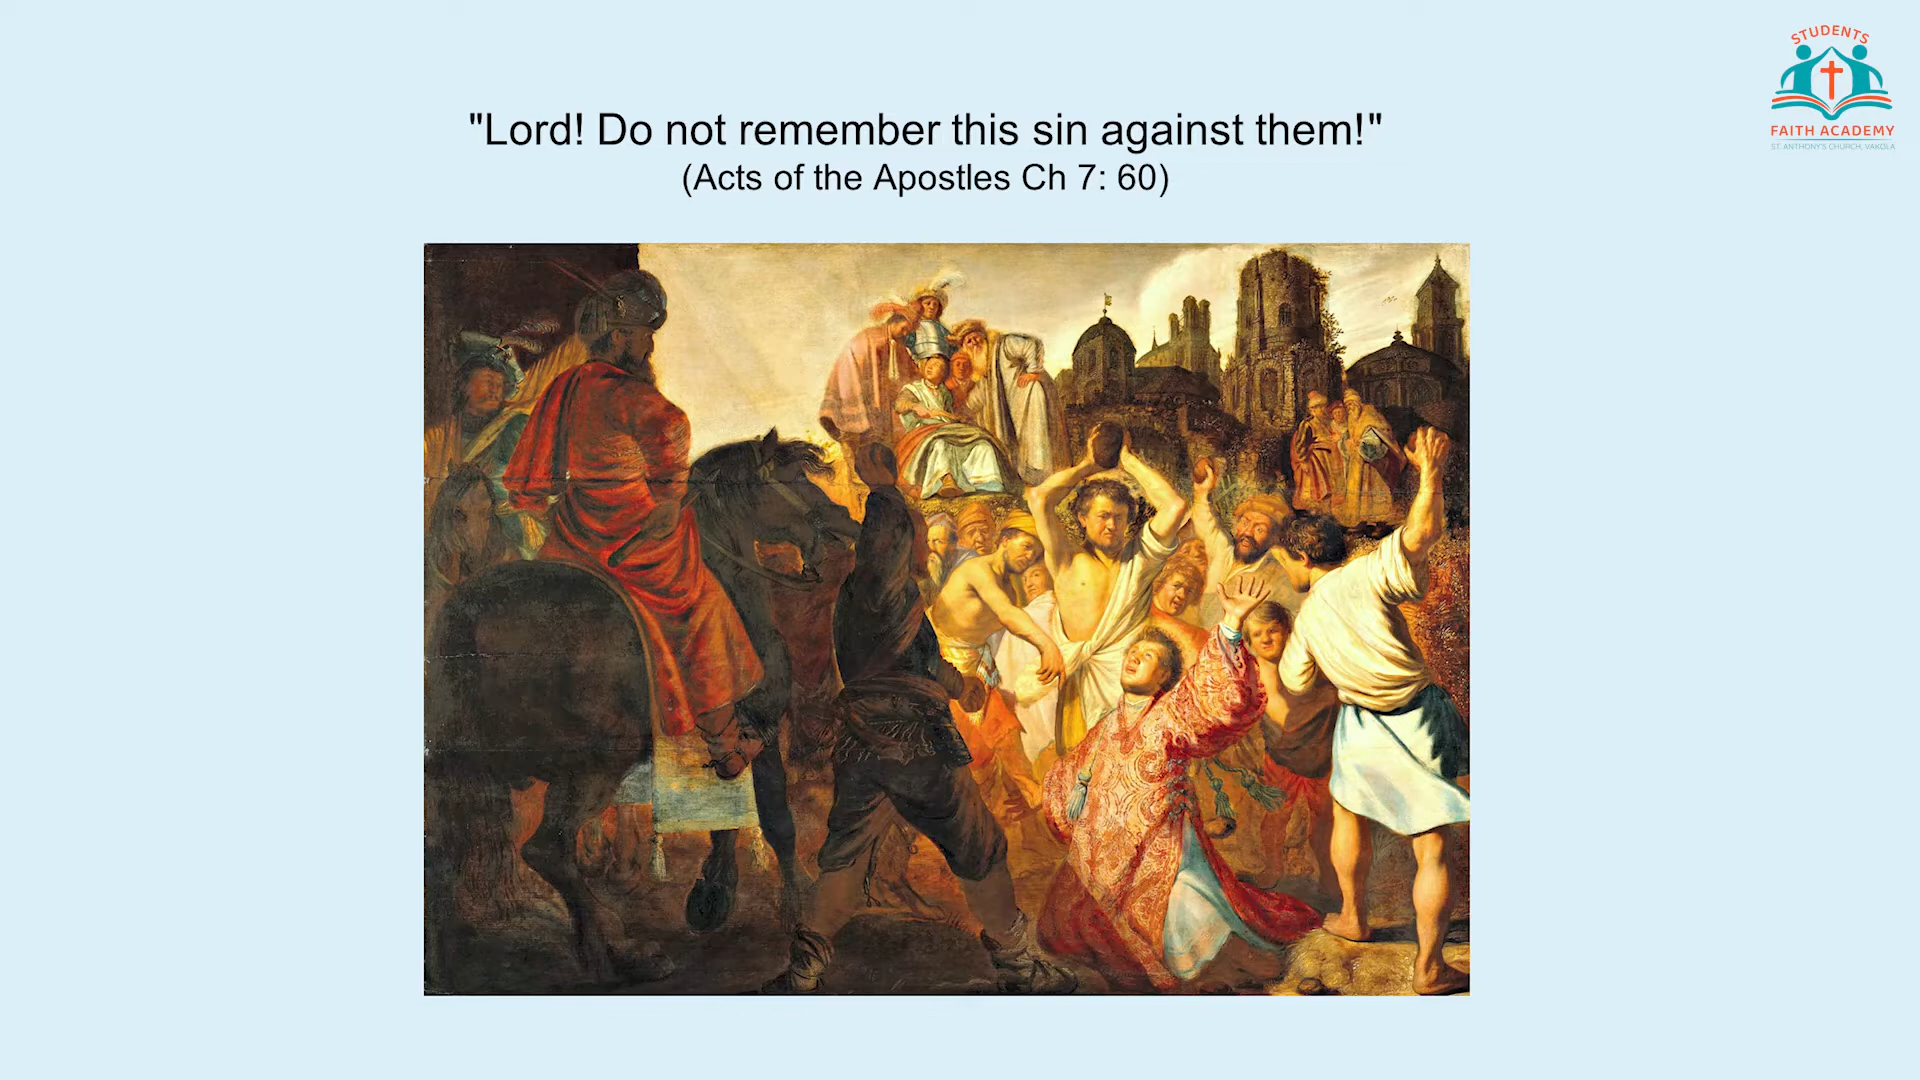 STUDENTS
FAITH ACADEMY
ST. ANTHONY'S CHURCH, VAKOLA
"Lord! Do not remember this sin against them!"
(Acts of the Apostles Ch 7: 60)